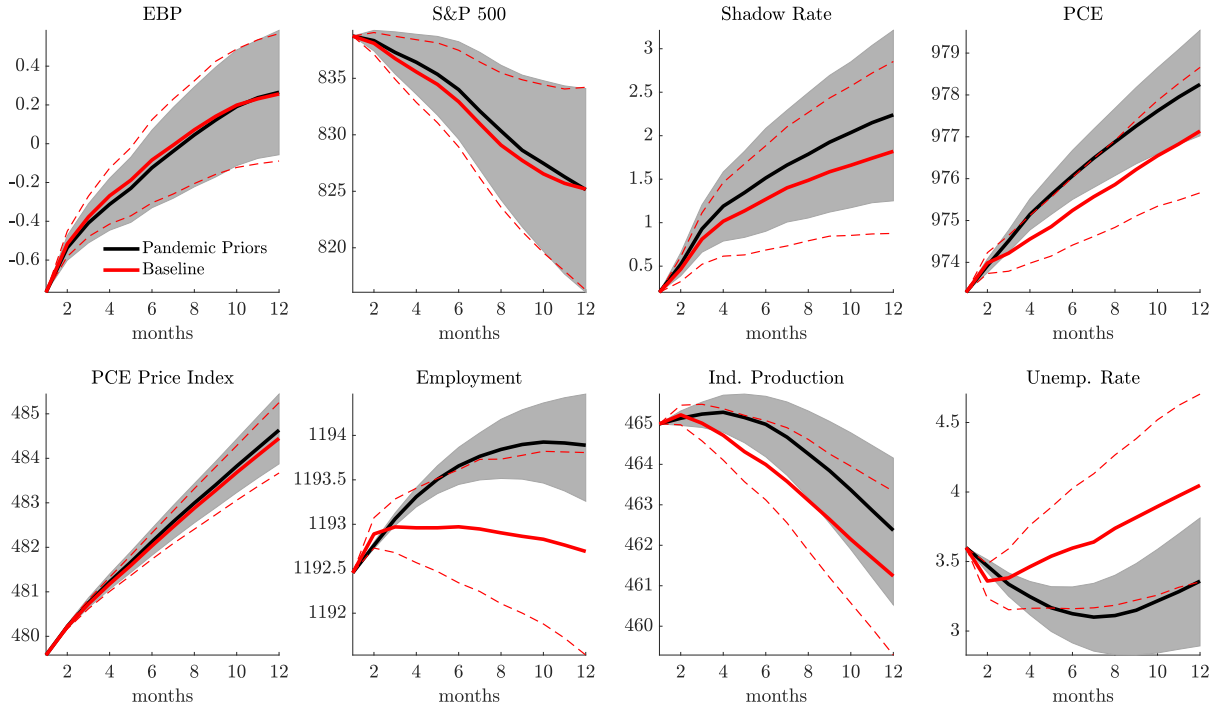 EBP
0.4
0.2
0
-0.2
-0.4
-0.6
Pandemic Priors
Baseline
2 4 6 8 10 12
months
S&P 500
835
830
825
820
2 4 6 8 10 12
months
Shadow Rate
3
2.5
2
1.5
1
0.5
2 4 6 8 10 12
months
PCE
979
978
977
976
975
974
2 4 6 8 10 12
months
PCE Price Index
485
484
483
482
481
480
2 4 6 8 10 12
months
Employment
1194
1193.5
1193
1192.5
1192
2 4 6 8 10 12
months
Ind. Production
465
464
463
462
461
460
2 4 6 8 10 12
months
Unemp. Rate
4.5
4
3.5
3
2 4 6 8 10 12
months